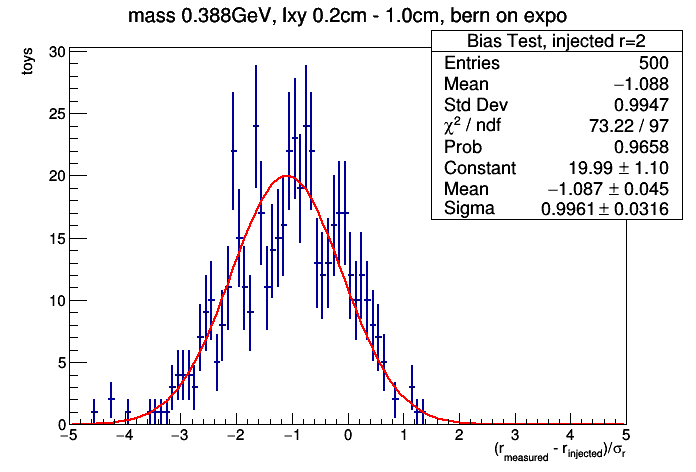 mass 0.388GeV, lxy 0.2cm - 1.0cm, bern on expo
Bias Test, injected r=2
Entries 500
Mean −1.088
Std Dev 0.9947
χ² / ndf 73.22 / 97
Prob 0.9658
Constant 19.99 ± 1.10
Mean −1.087 ± 0.045
Sigma 0.9961 ± 0.0316
toys
30
25
20
15
10
5
0
−5 −4 −3 −2 −1 0 1 2 3 4 5
(r_measured - r_injected)/σ_r